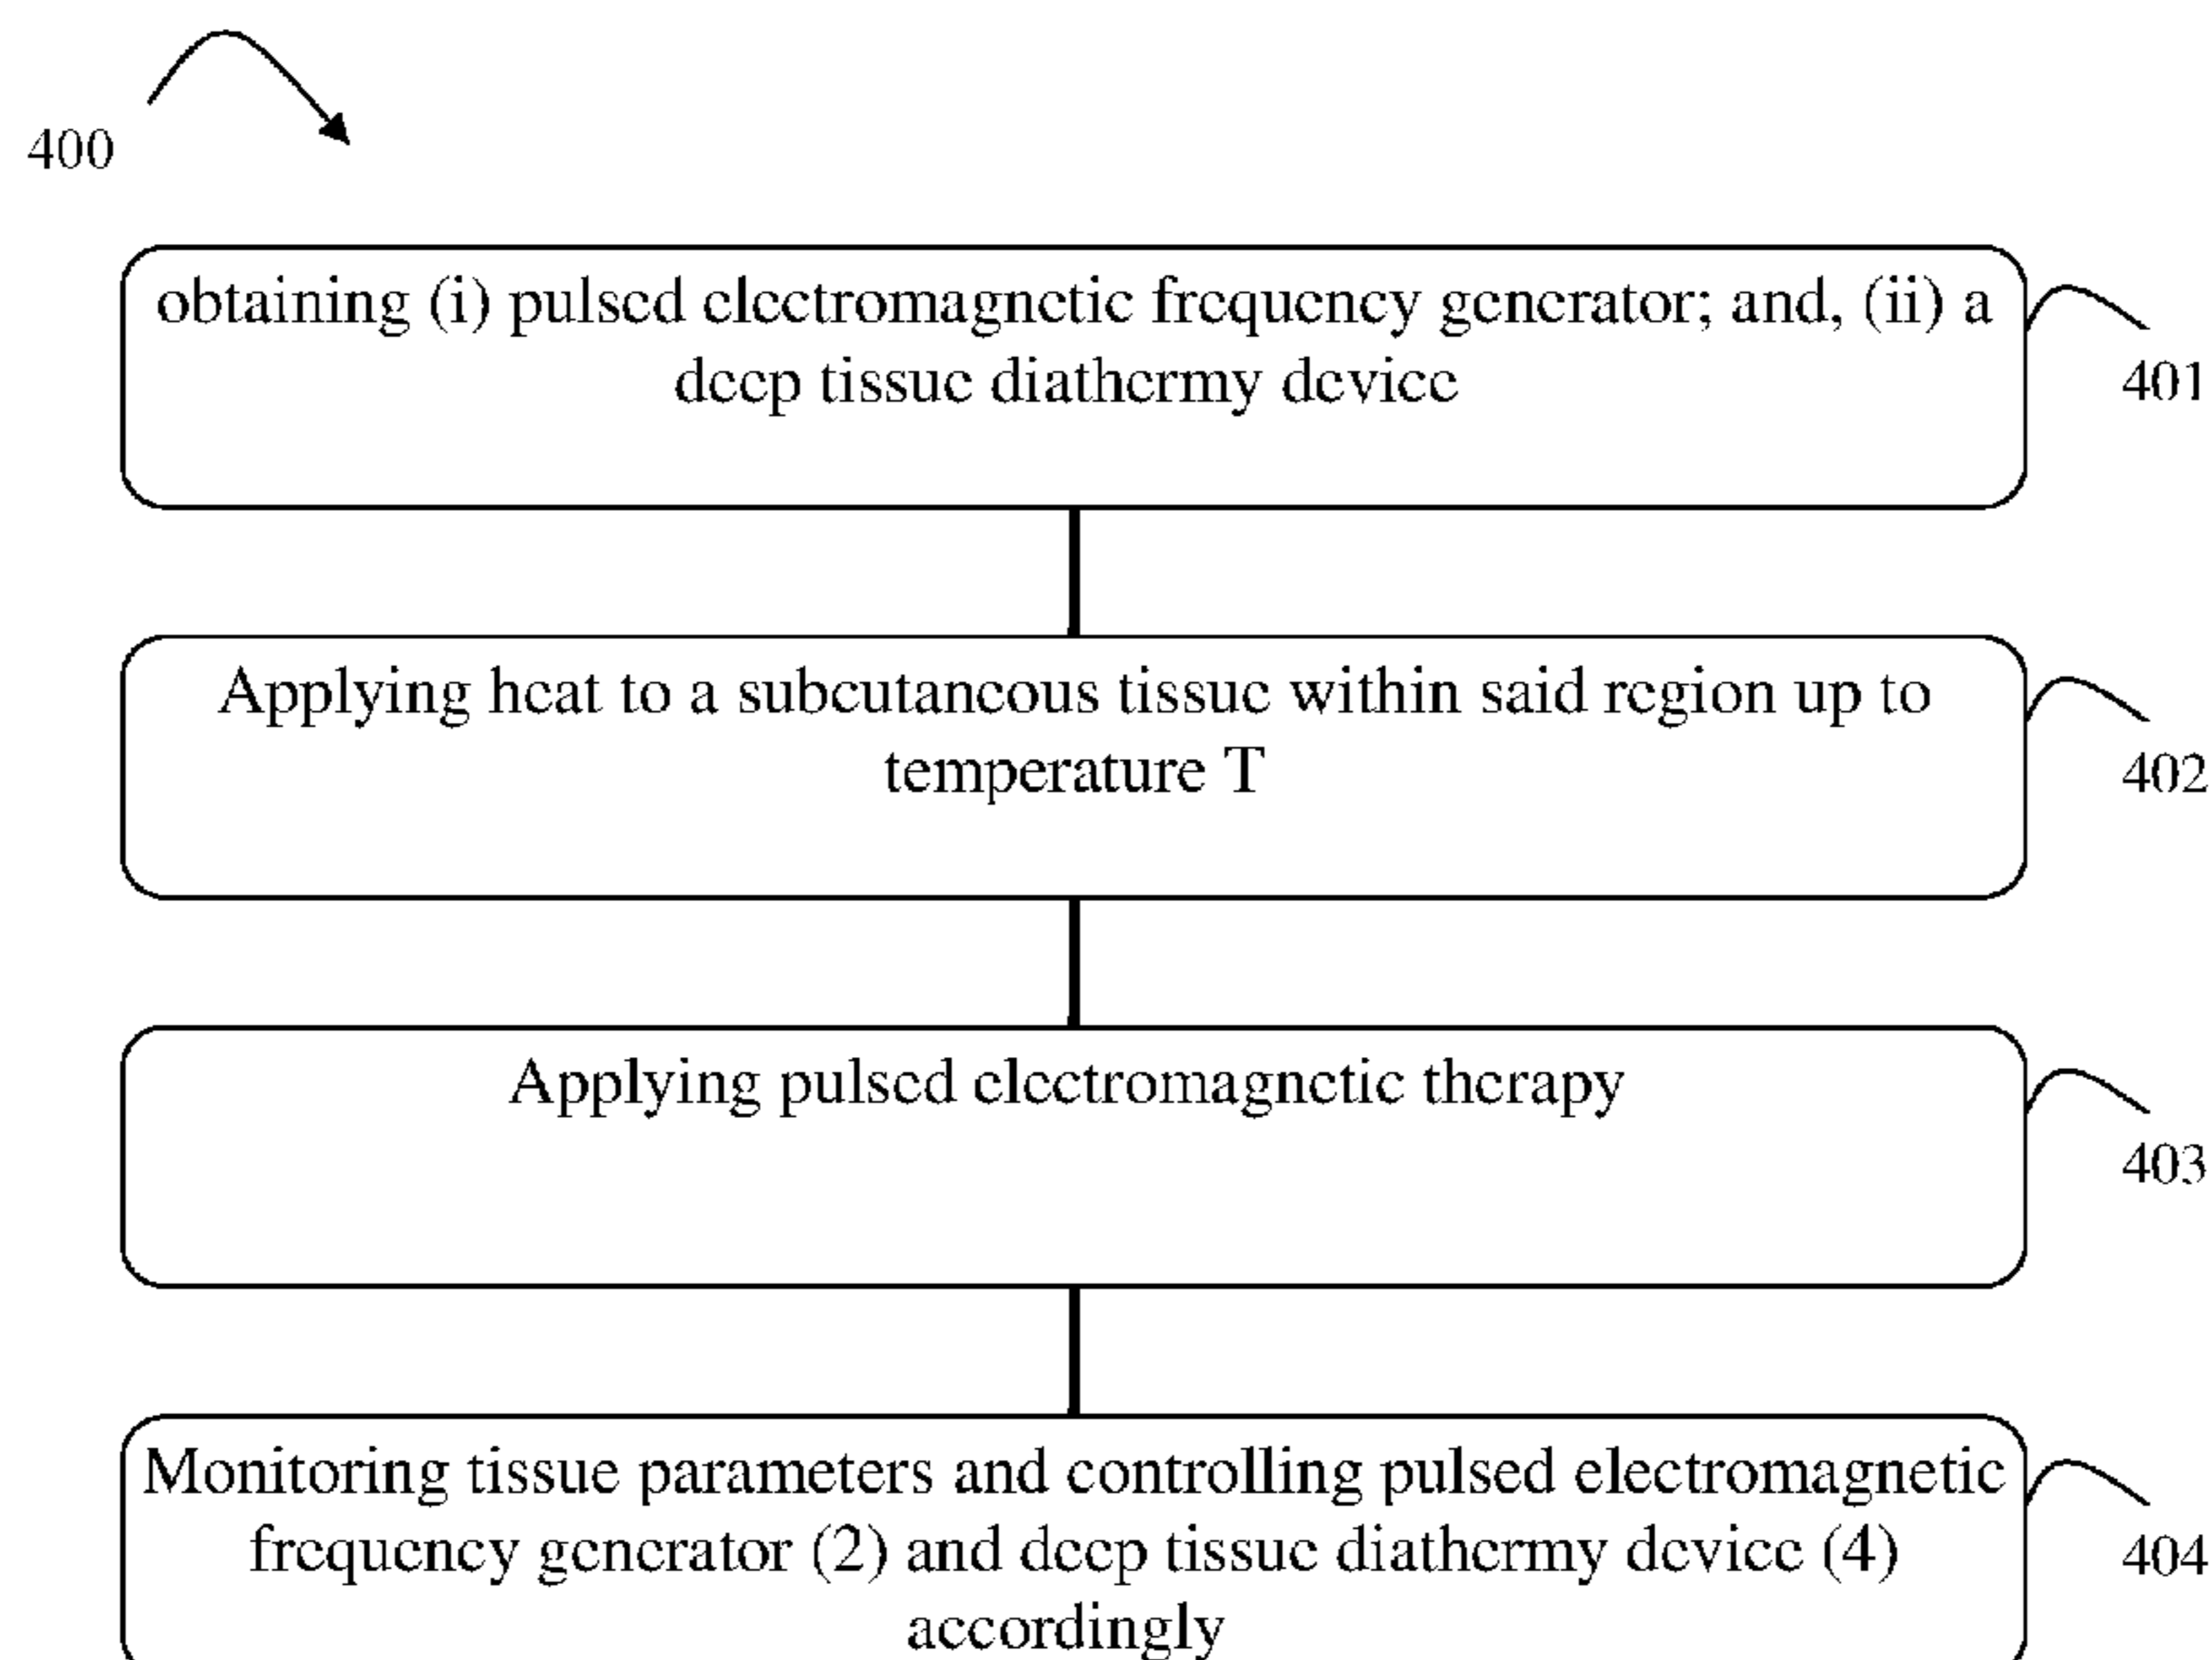 400
obtaining (i) pulsed electromagnetic frequency generator; and, (ii) a
deep tissue diathermy device
401
Applying heat to a subcutaneous tissue within said region up to
temperature T
402
Applying pulsed electromagnetic therapy
403
Monitoring tissue parameters and controlling pulsed electromagnetic
frequency generator (2) and deep tissue diathermy device (4)
accordingly
404